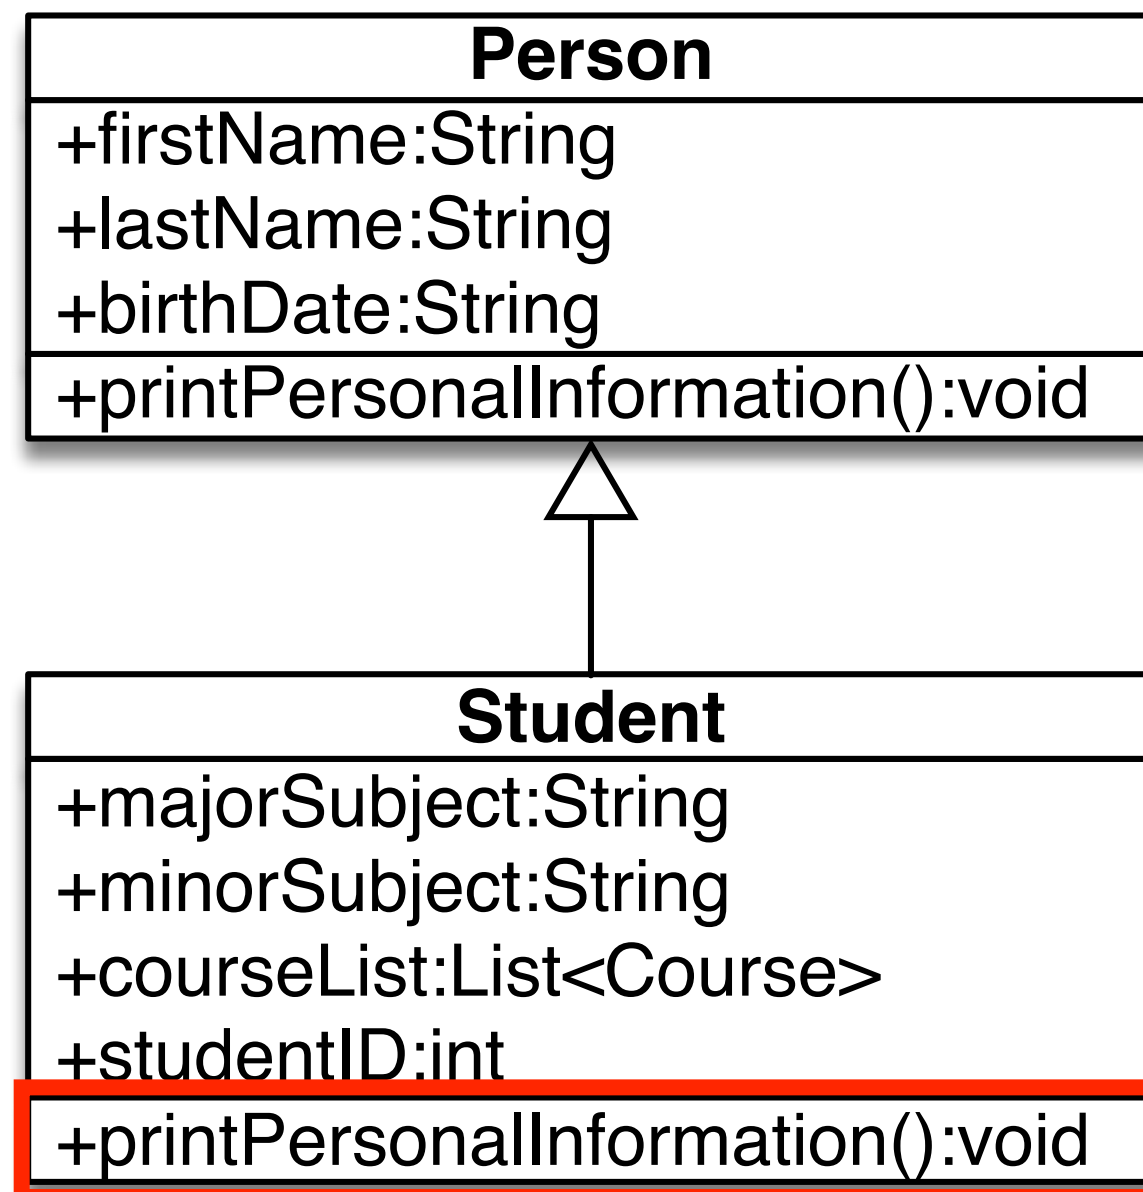 Person
+firstName:String
+lastName:String
+birthDate:String
+printPersonalInformation():void
Student
+majorSubject:String
+minorSubject:String
+courseList:List<Course>
+studentID:int
+printPersonalInformation():void